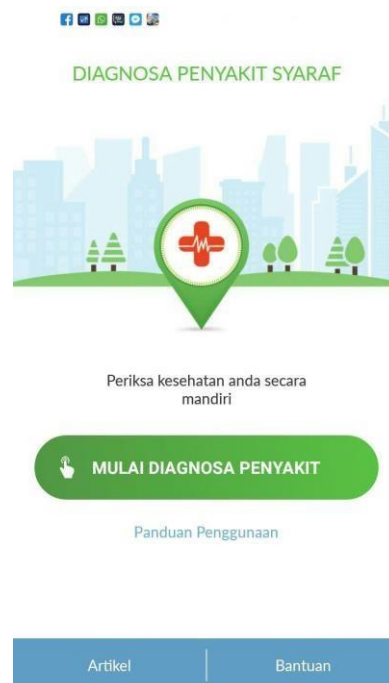 DIAGNOSA PENYAKIT SYARAF
Periksa kesehatan anda secara
mandiri
MULAI DIAGNOSA PENYAKIT
Panduan Penggunaan
Artikel
Bantuan